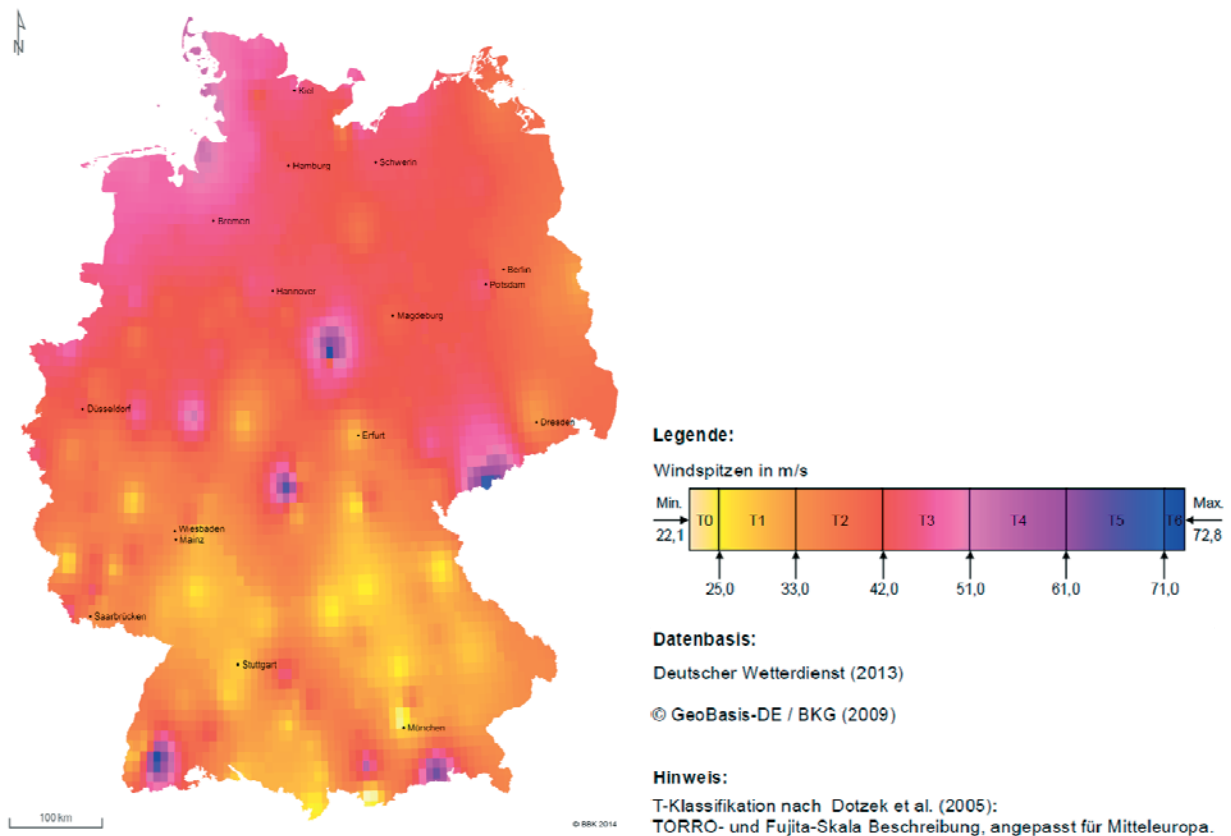 N
Kiel
Hamburg
Schwerin
Bremen
Berlin
Potsdam
Hannover
Magdeburg
Düsseldorf
Dresden
Erfurt
Wiesbaden
Mainz
Saarbrücken
Stuttgart
München
100 km
© BBK 2014
Legende:
Windspitzen in m/s
Min. T0 T1 T2 T3 T4 T5 T6 Max.
22,1 72,8
25,0 33,0 42,0 51,0 61,0 71,0
Datenbasis:
Deutscher Wetterdienst (2013)
© GeoBasis-DE / BKG (2009)
Hinweis:
T-Klassifikation nach Dotzek et al. (2005):
TORRO- und Fujita-Skala Beschreibung, angepasst für Mitteleuropa.